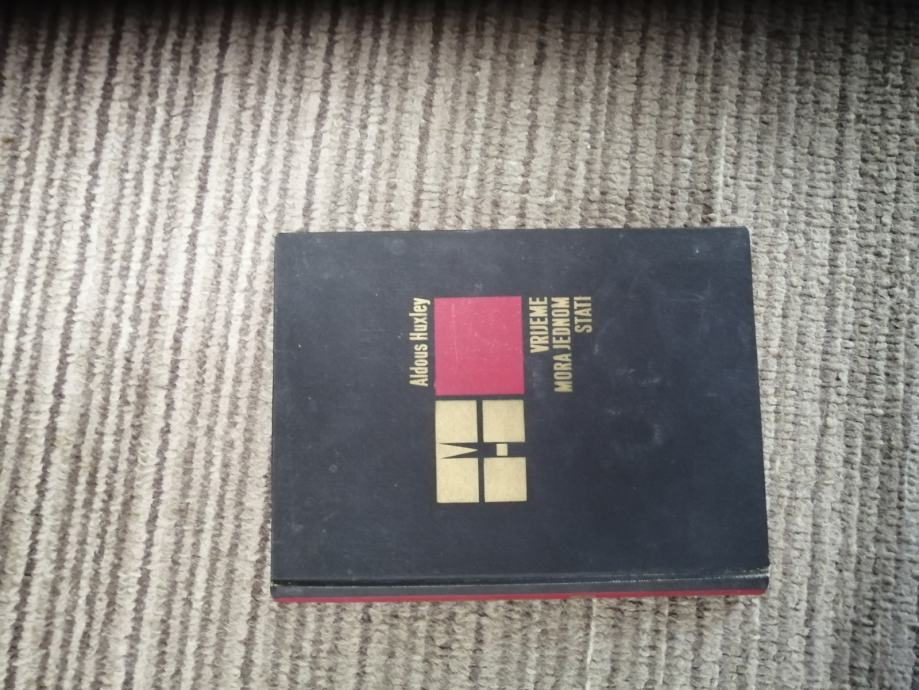 Aldous Huxley
VRIJEME
MORA JEDNOM
STATI